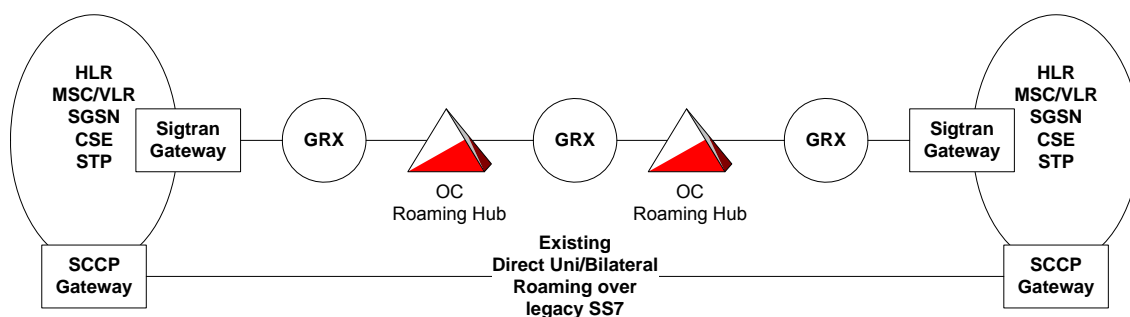 HLR
MSC/VLR
SGSN
CSE
STP
Sigtran
Gateway
GRX
OC
Roaming Hub
GRX
OC
Roaming Hub
GRX
Sigtran
Gateway
HLR
MSC/VLR
SGSN
CSE
STP
SCCP
Gateway
Existing
Direct Uni/Bilateral
Roaming over
legacy SS7
SCCP
Gateway